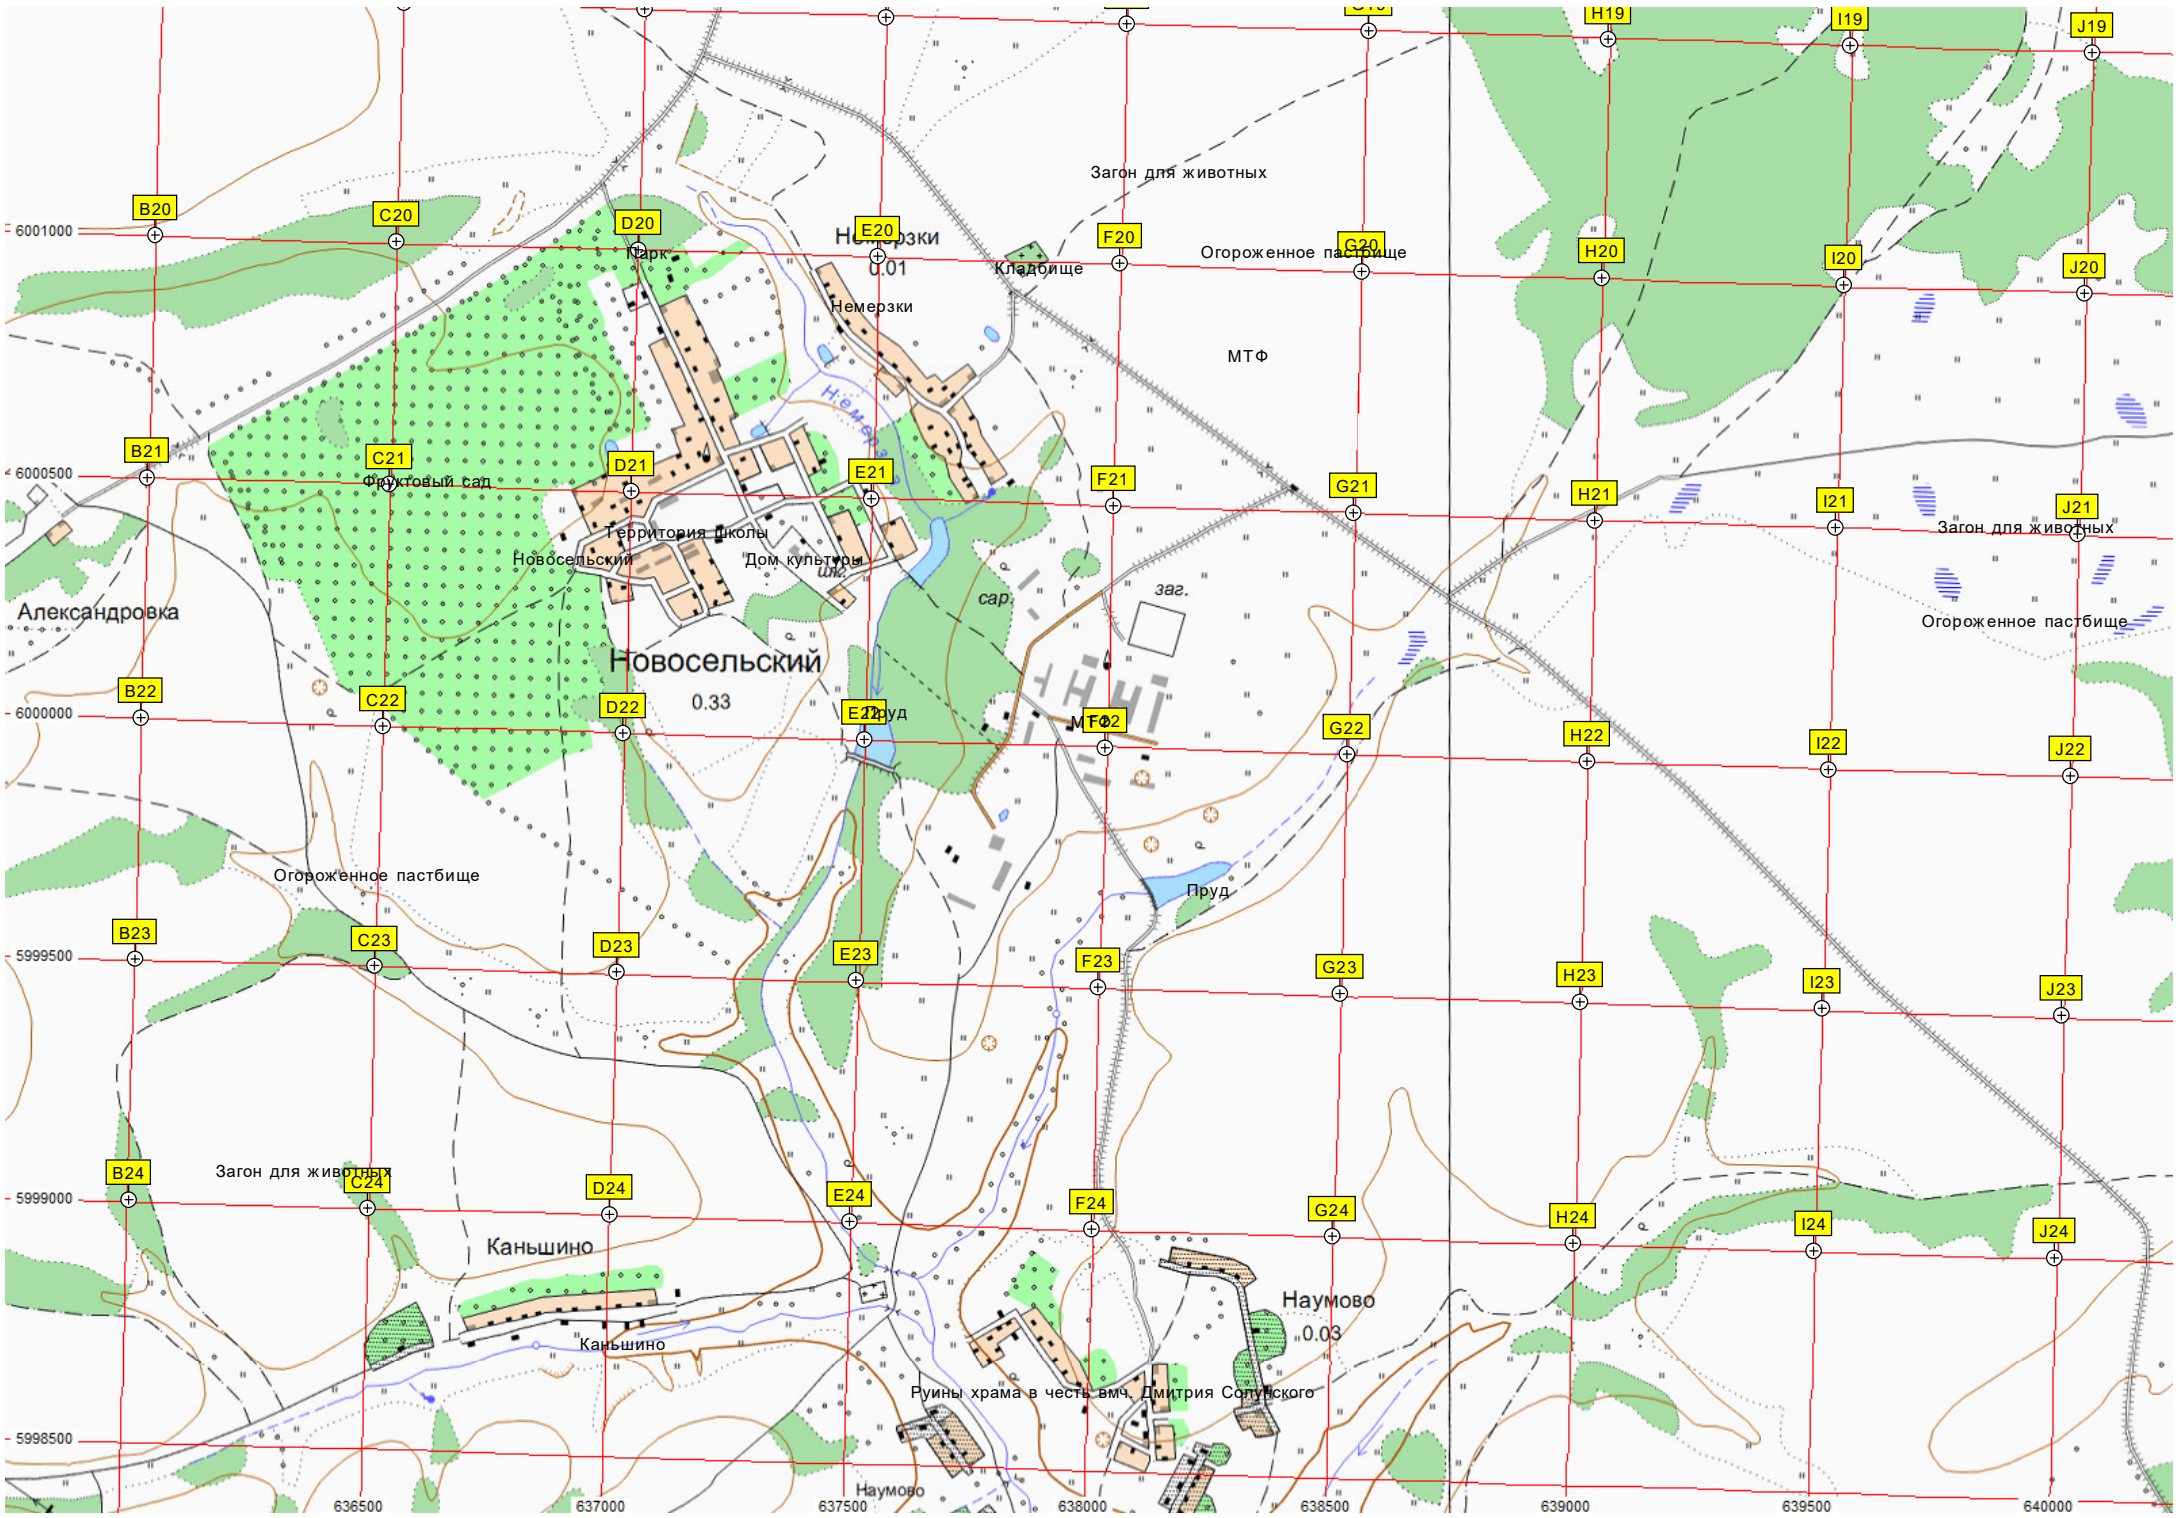 H19
I19
J19
Загон для животных
B20
C20
D20
E20
F20
G20
H20
I20
J20
6001000
Парк
Немерзки
0.01
Кладбище
Огороженное пастбище
Немерзки
МТФ
B21
C21
D21
E21
F21
G21
H21
I21
J21
6000500
Фруктовый сад
Территория школы
Загон для животных
Новосельский
Дом культуры
шк.
сар.
заг.
Александровка
Огороженное пастбище
Новосельский
0.33
B22
C22
D22
E22
Пруд
МТФ
F22
G22
H22
I22
J22
6000000
Огороженное пастбище
Пруд
B23
C23
D23
E23
F23
G23
H23
I23
J23
5999500
Загон для животных
B24
C24
D24
E24
F24
G24
H24
I24
J24
5999000
Каньшино
Наумово
0.03
Каньшино
Руины храма в честь вмч. Дмитрия Солунского
5998500
Наумово
636500
637000
637500
638000
638500
639000
639500
640000